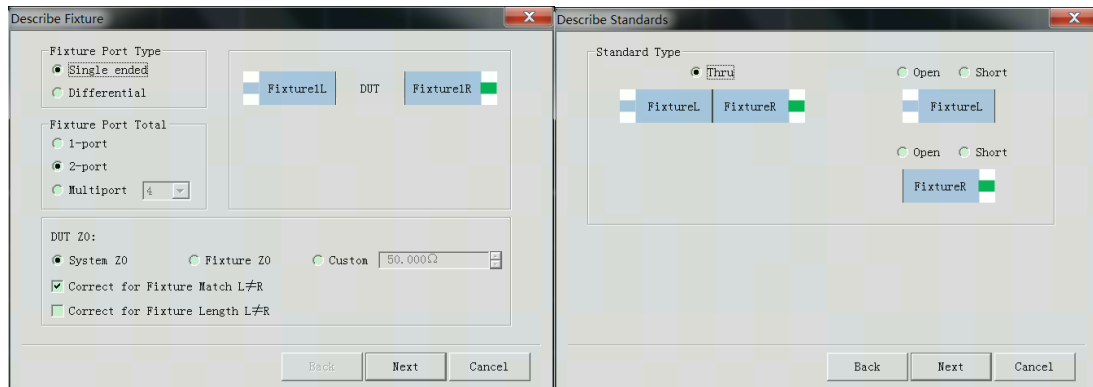 Describe Fixture
Fixture Port Type
Single ended
Differential
Fixture1L DUT Fixture1R
Fixture Port Total
1-port
2-port
Multiport 4
DUT Z0:
System Z0 Fixture Z0 Custom 50.000Ω
Correct for Fixture Match L≠R
Correct for Fixture Length L≠R
Back Next Cancel
Describe Standards
Standard Type
Thru Open Short
FixtureL FixtureR FixtureL
Open Short
FixtureR
Back Next Cancel